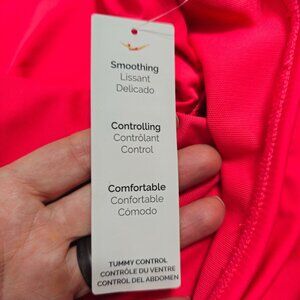 Smoothing
Lissant
Delicado
Controlling
Contrôlant
Control
Comfortable
Confortable
Cómodo
TUMMY CONTROL
CONTRÔLE DU VENTRE
CONTROL DEL ABDOMEN